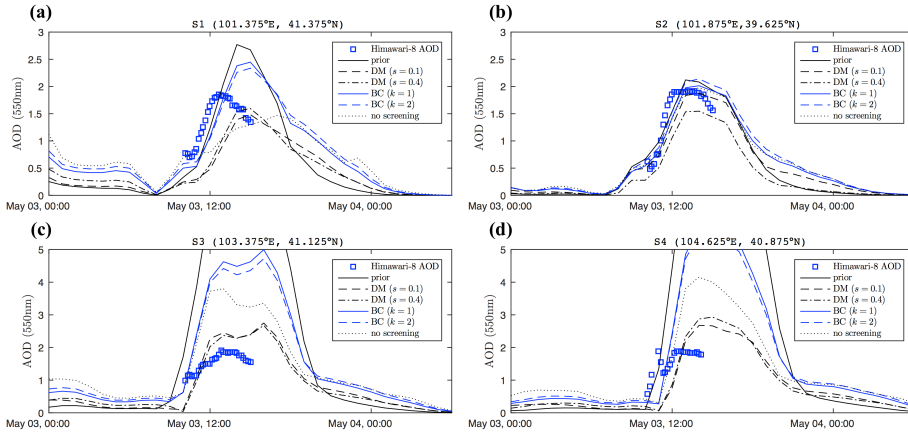 (a)
S1 (101.375°E, 41.375°N)
AOD (550nm)
3
2.5
2
1.5
1
0.5
0
May 03, 00:00
May 03, 12:00
May 04, 00:00
Himawari-8 AOD
prior
DM (s = 0.1)
DM (s = 0.4)
BC (k = 1)
BC (k = 2)
no screening
(b)
S2 (101.875°E,39.625°N)
AOD (550nm)
3
2.5
2
1.5
1
0.5
0
May 03, 00:00
May 03, 12:00
May 04, 00:00
Himawari-8 AOD
prior
DM (s = 0.1)
DM (s = 0.4)
BC (k = 1)
BC (k = 2)
no screening
(c)
S3 (103.375°E, 41.125°N)
AOD (550nm)
5
4
3
2
1
0
May 03, 00:00
May 03, 12:00
May 04, 00:00
Himawari-8 AOD
prior
DM (s = 0.1)
DM (s = 0.4)
BC (k = 1)
BC (k = 2)
no screening
(d)
S4 (104.625°E, 40.875°N)
AOD (550nm)
5
4
3
2
1
0
May 03, 00:00
May 03, 12:00
May 04, 00:00
Himawari-8 AOD
prior
DM (s = 0.1)
DM (s = 0.4)
BC (k = 1)
BC (k = 2)
no screening